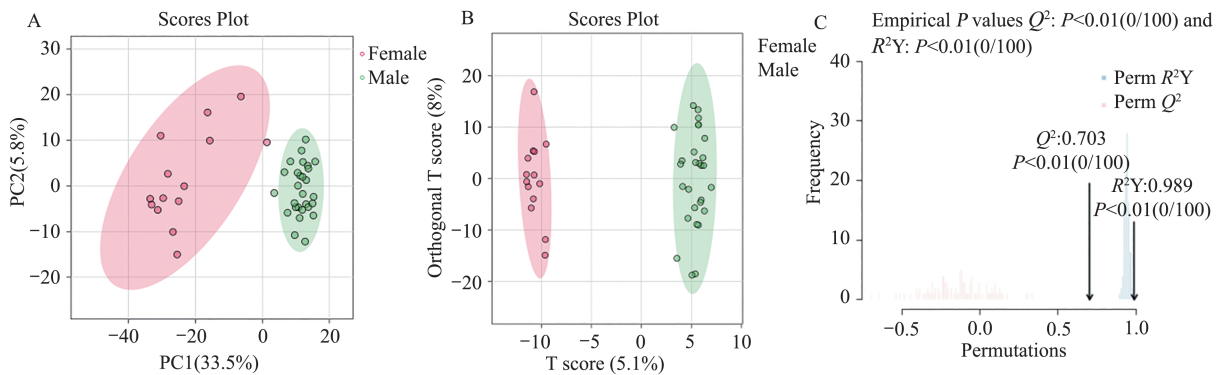 A
Scores Plot
30
20
10
0
−10
−20
PC2(5.8%)
−40
−20
0
20
PC1(33.5%)
Female
Male
B
Scores Plot
20
10
0
−10
−20
Orthogonal T score (8%)
−10
−5
0
5
10
T score (5.1%)
Female
Male
C
Empirical P values Q²: P<0.01(0/100) and
R²Y: P<0.01(0/100)
40
30
20
10
0
Frequency
Perm R²Y
Perm Q²
Q²:0.703
P<0.01(0/100)
R²Y:0.989
P<0.01(0/100)
−0.5
0.0
0.5
1.0
Permutations